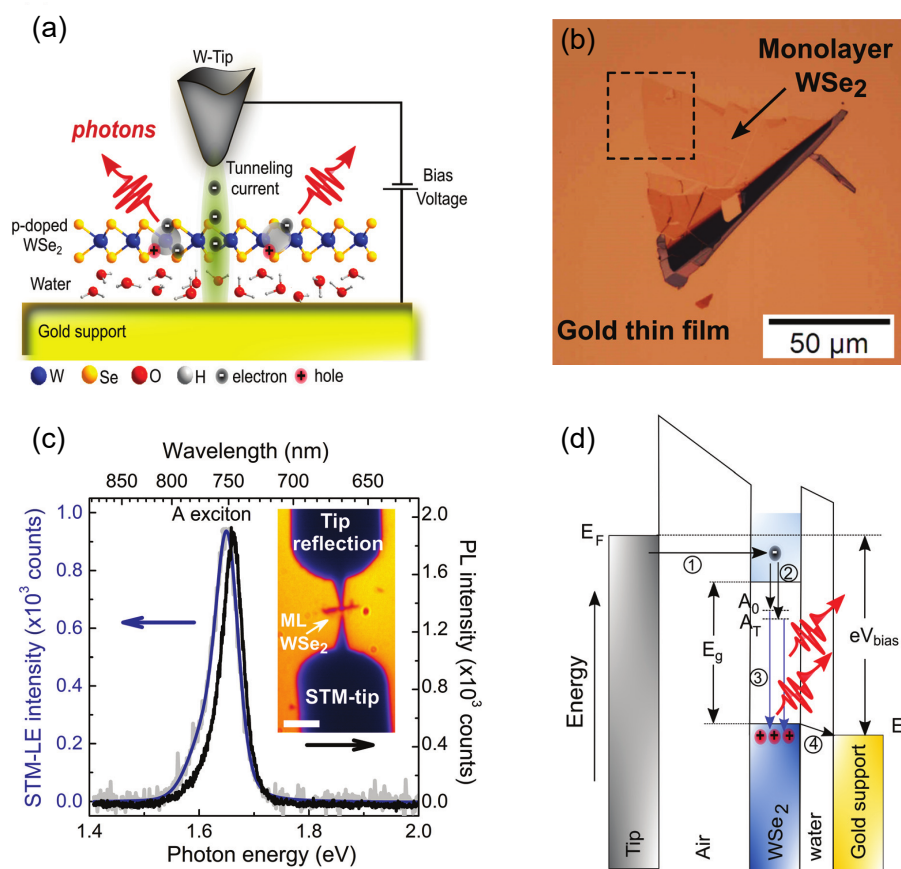 (a)
W-Tip
photons
Tunneling
current
Bias
Voltage
p-doped
WSe2
Water
Gold support
W Se O H electron hole
(b)
Monolayer
WSe2
Gold thin film
50 µm
(c)
Wavelength (nm)
850 800 750 700 650
A exciton
STM-LE intensity (x10³ counts)
1.0
0.8
0.6
0.4
0.2
0.0
2.0
1.6
1.2
0.8
0.4
0.0
PL intensity (x10³ counts)
Tip
reflection
ML
WSe2
STM-tip
1.4 1.6 1.8 2.0
Photon energy (eV)
(d)
EF
1
2
A0
AT
Eg
3
eVbias
4
E
Energy
Tip
Air
WSe2
water
Gold support